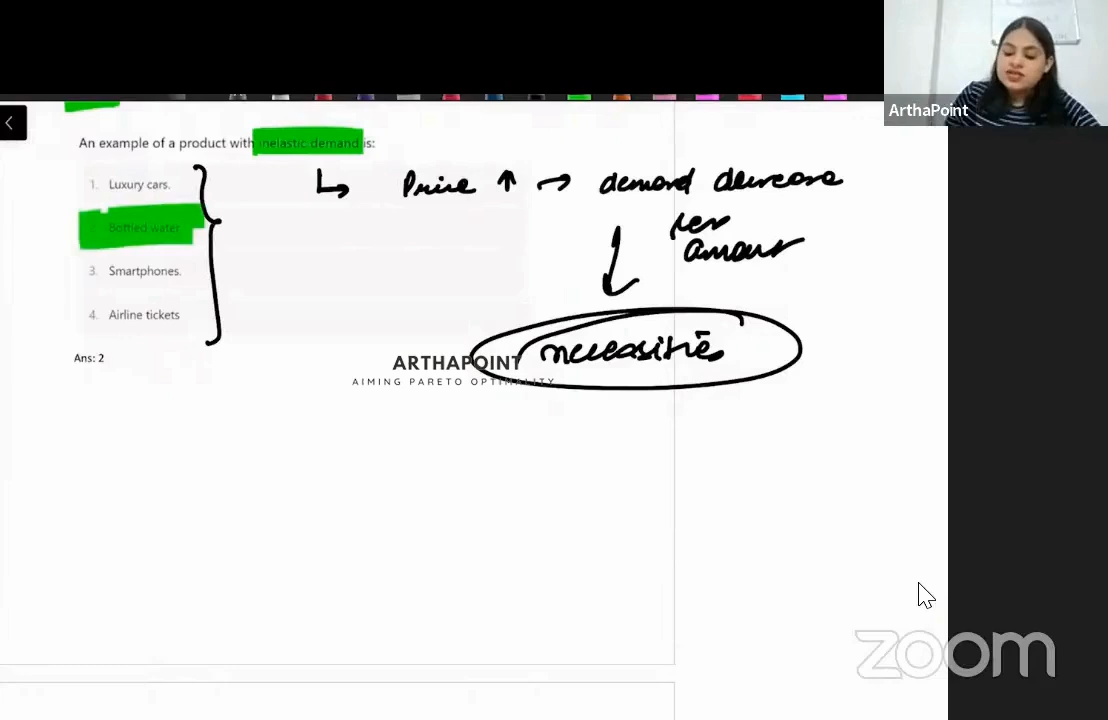 ArthaPoint
An example of a product with inelastic demand is:
1. Luxury cars.
2. Bottled water
3. Smartphones.
4. Airline tickets
Ans: 2
Price ↑ → demand decrease
less
amount
necessities
ARTHAPOINT
AIMING PARETO OPTIMALITY
zoom